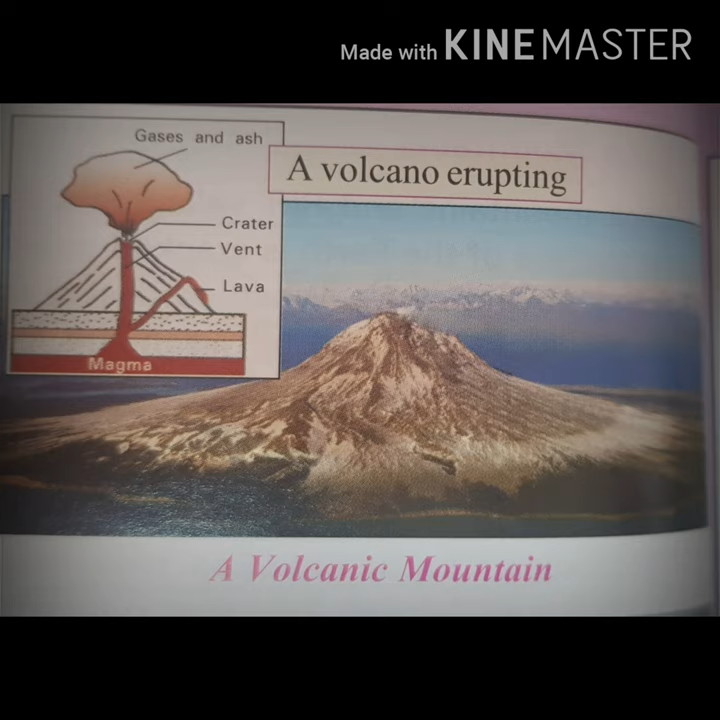 Made with KINEMASTER
Gases and ash
A volcano erupting
Crater
Vent
Lava
Magma
A Volcanic Mountain